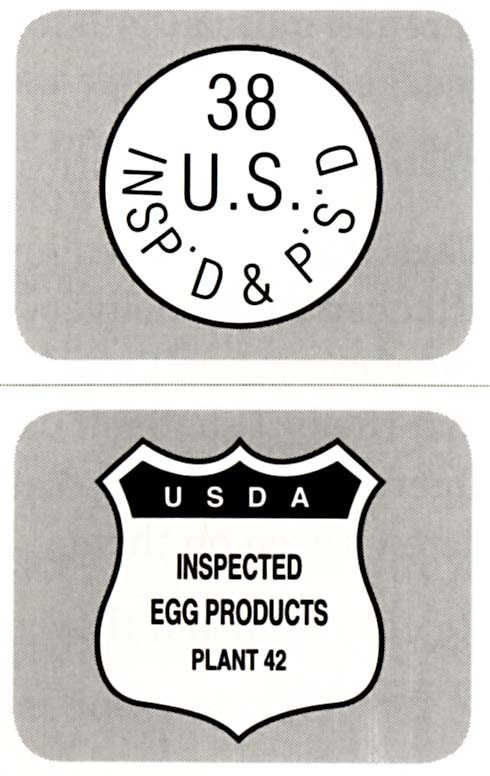 38
U.S.
INSP'D & P'S'D
USDA
INSPECTED
EGG PRODUCTS
PLANT 42